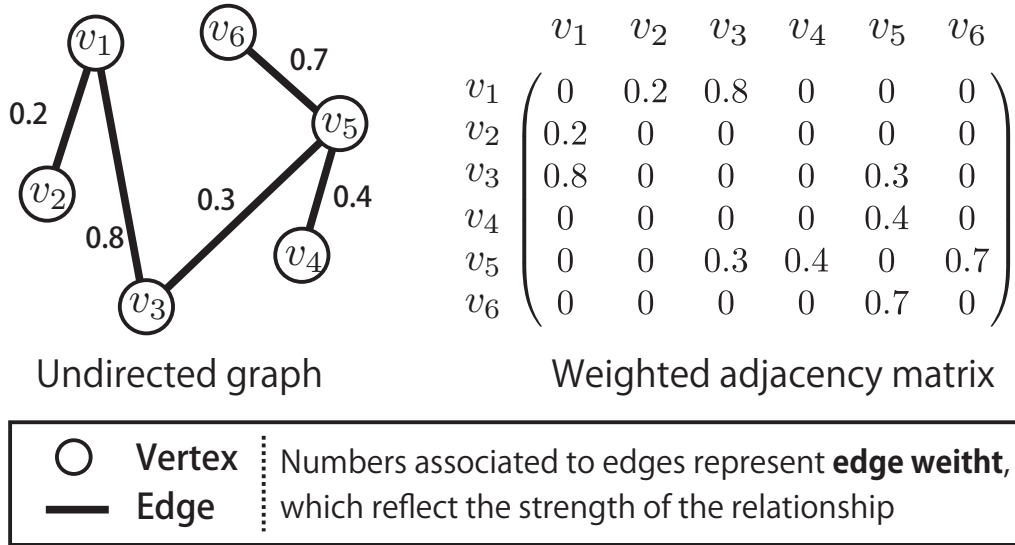 v1
v6
0.7
0.2
v5
v2
0.3
0.4
0.8
v4
v3
Undirected graph
v1 v2 v3 v4 v5 v6
v1 0 0.2 0.8 0 0 0
v2 0.2 0 0 0 0 0
v3 0.8 0 0 0 0.3 0
v4 0 0 0 0 0.4 0
v5 0 0 0.3 0.4 0 0.7
v6 0 0 0 0 0.7 0
Weighted adjacency matrix
Vertex
Edge
Numbers associated to edges represent edge weitht,
which reflect the strength of the relationship